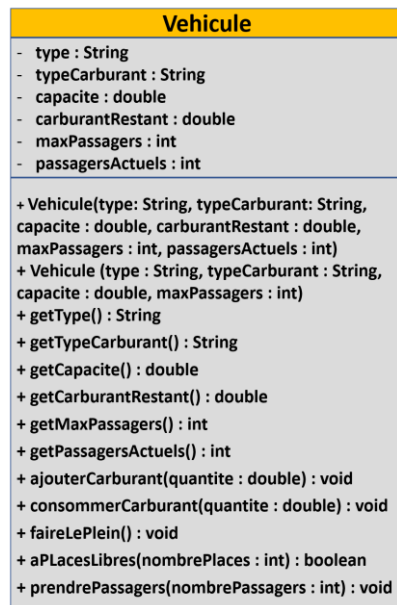 Vehicule
- type : String
- typeCarburant : String
- capacite : double
- carburantRestant : double
- maxPassagers : int
- passagersActuels : int
+ Vehicule(type: String, typeCarburant: String,
capacite : double, carburantRestant : double,
maxPassagers : int, passagersActuels : int)
+ Vehicule (type : String, typeCarburant : String,
capacite : double, maxPassagers : int)
+ getType() : String
+ getTypeCarburant() : String
+ getCapacite() : double
+ getCarburantRestant() : double
+ getMaxPassagers() : int
+ getPassagersActuels() : int
+ ajouterCarburant(quantite : double) : void
+ consommerCarburant(quantite : double) : void
+ faireLePlein() : void
+ aPLacesLibres(nombrePlaces : int) : boolean
+ prendrePassagers(nombrePassagers : int) : void